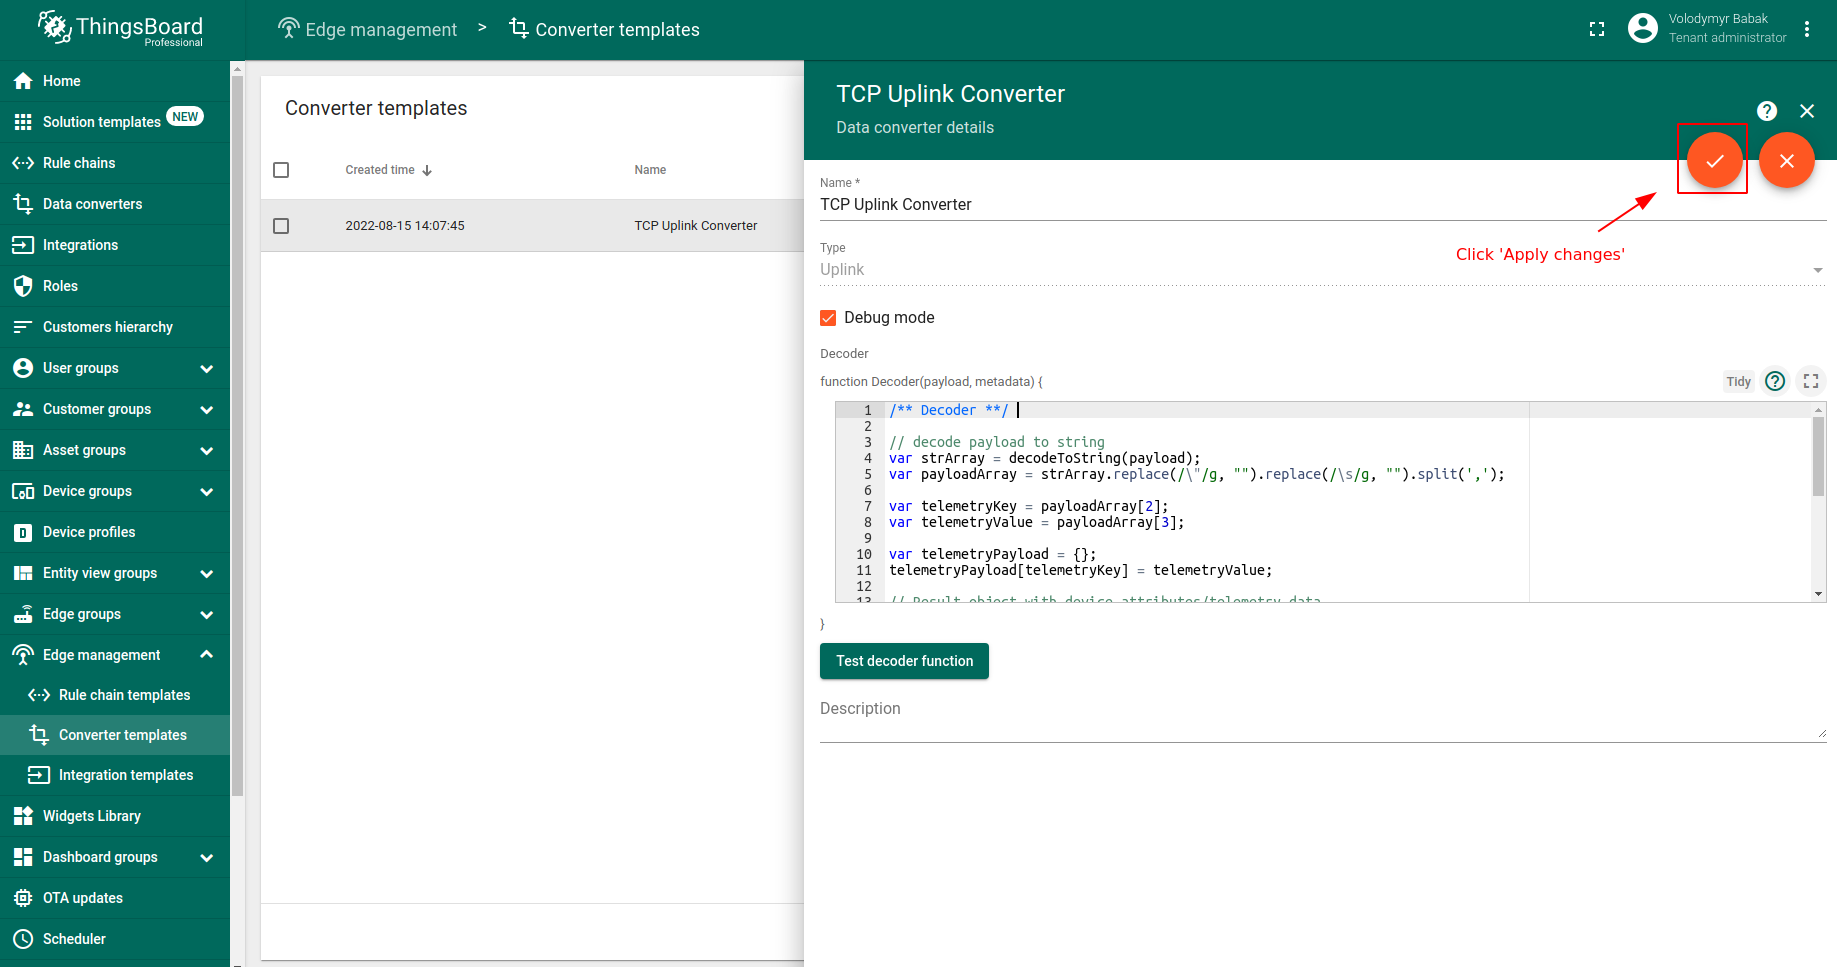 ThingsBoard
Professional
Edge management > Converter templates
Volodymyr Babak
Tenant administrator
Home
Solution templates NEW
Rule chains
Data converters
Integrations
Roles
Customers hierarchy
User groups
Customer groups
Asset groups
Device groups
Device profiles
Entity view groups
Edge groups
Edge management
Rule chain templates
Converter templates
Integration templates
Widgets Library
Dashboard groups
OTA updates
Scheduler
Converter templates
Created time Name
2022-08-15 14:07:45 TCP Uplink Converter
TCP Uplink Converter
Data converter details
Name *
TCP Uplink Converter
Click 'Apply changes'
Type
Uplink
Debug mode
Decoder
function Decoder(payload, metadata) {
Tidy
1 /** Decoder **/
2
3 // decode payload to string
4 var strArray = decodeToString(payload);
5 var payloadArray = strArray.replace(/\"/g, "").replace(/\s/g, "").split(',');
6
7 var telemetryKey = payloadArray[2];
8 var telemetryValue = payloadArray[3];
9
10 var telemetryPayload = {};
11 telemetryPayload[telemetryKey] = telemetryValue;
12
13 // Result object with device attributes/telemetry data
}
Test decoder function
Description